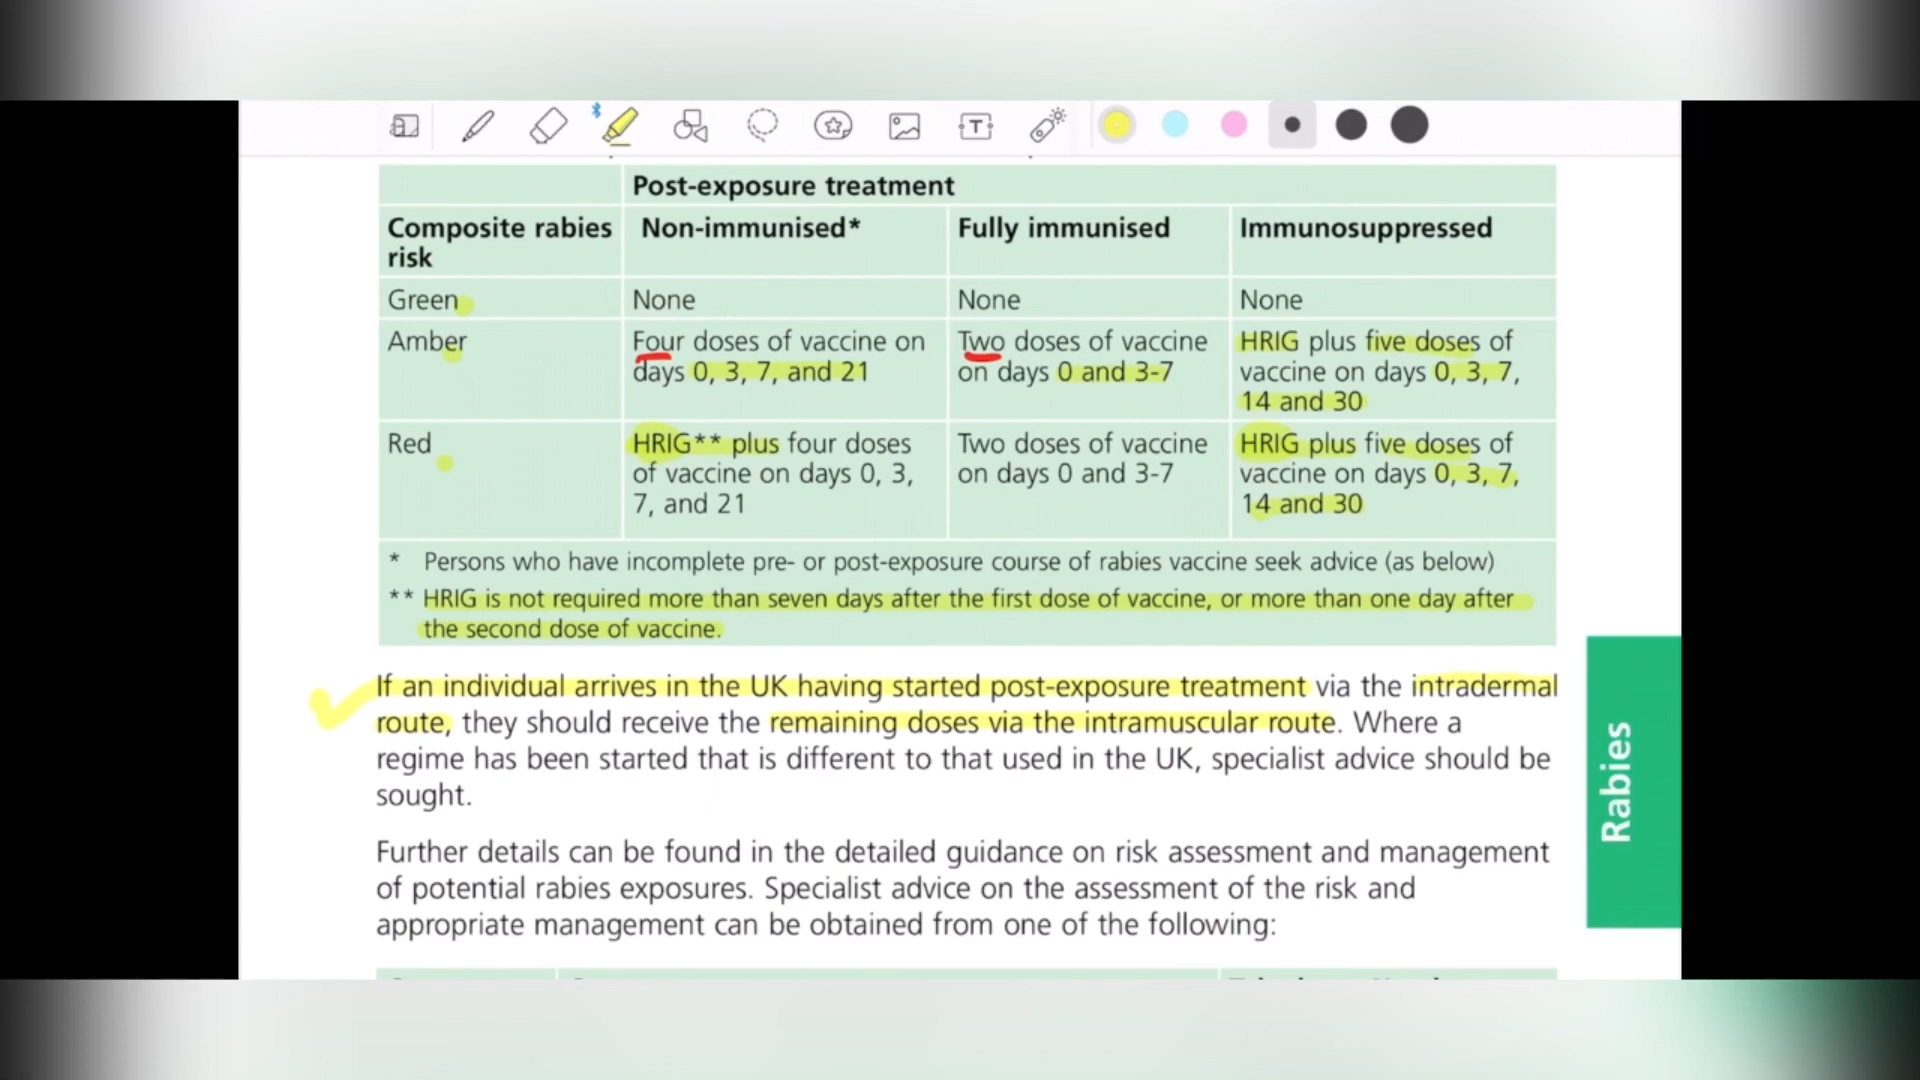 Post-exposure treatment
Composite rabies risk
Non-immunised*
Fully immunised
Immunosuppressed
Green
None
None
None
Amber
Four doses of vaccine on
days 0, 3, 7, and 21
Two doses of vaccine
on days 0 and 3-7
HRIG plus five doses of
vaccine on days 0, 3, 7,
14 and 30
Red
HRIG** plus four doses
of vaccine on days 0, 3,
7, and 21
Two doses of vaccine
on days 0 and 3-7
HRIG plus five doses of
vaccine on days 0, 3, 7,
14 and 30
* Persons who have incomplete pre- or post-exposure course of rabies vaccine seek advice (as below)
** HRIG is not required more than seven days after the first dose of vaccine, or more than one day after
the second dose of vaccine.
If an individual arrives in the UK having started post-exposure treatment via the intradermal
route, they should receive the remaining doses via the intramuscular route. Where a
regime has been started that is different to that used in the UK, specialist advice should be
sought.
Further details can be found in the detailed guidance on risk assessment and management
of potential rabies exposures. Specialist advice on the assessment of the risk and
appropriate management can be obtained from one of the following:
Rabies